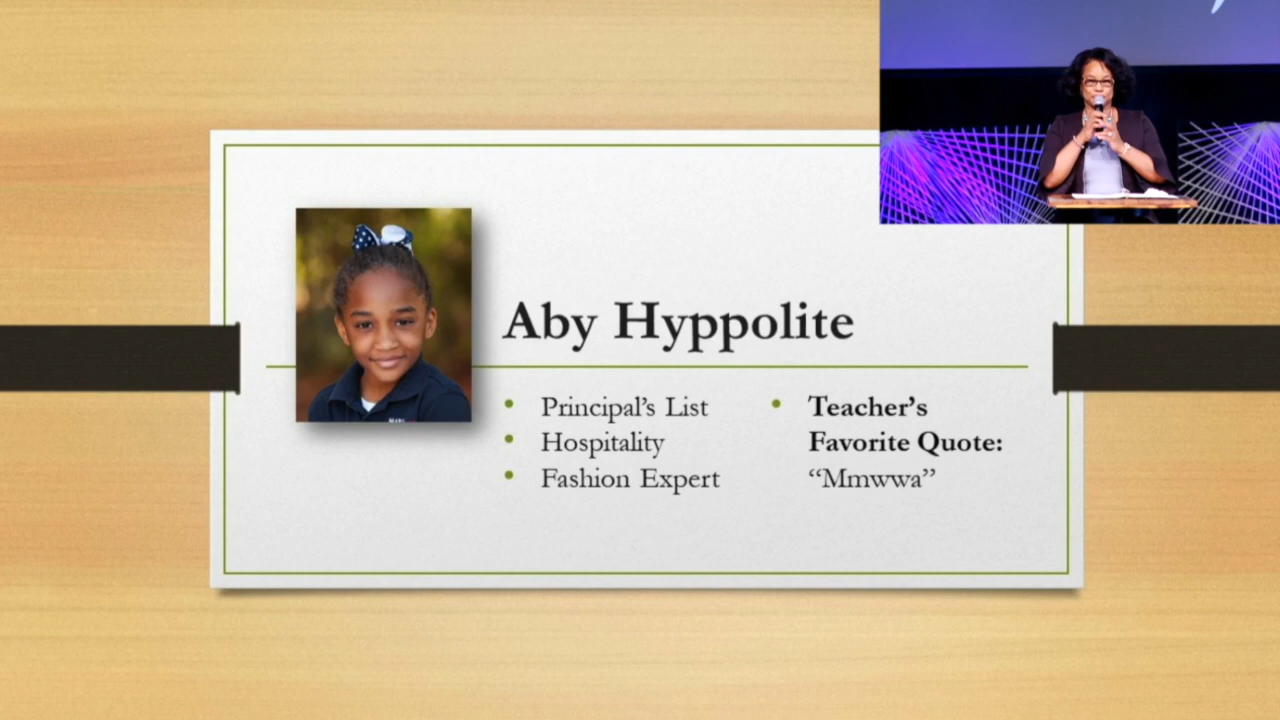 Aby Hyppolite
• Principal’s List
• Hospitality
• Fashion Expert
• Teacher’s
Favorite Quote:
“Mmwwa”